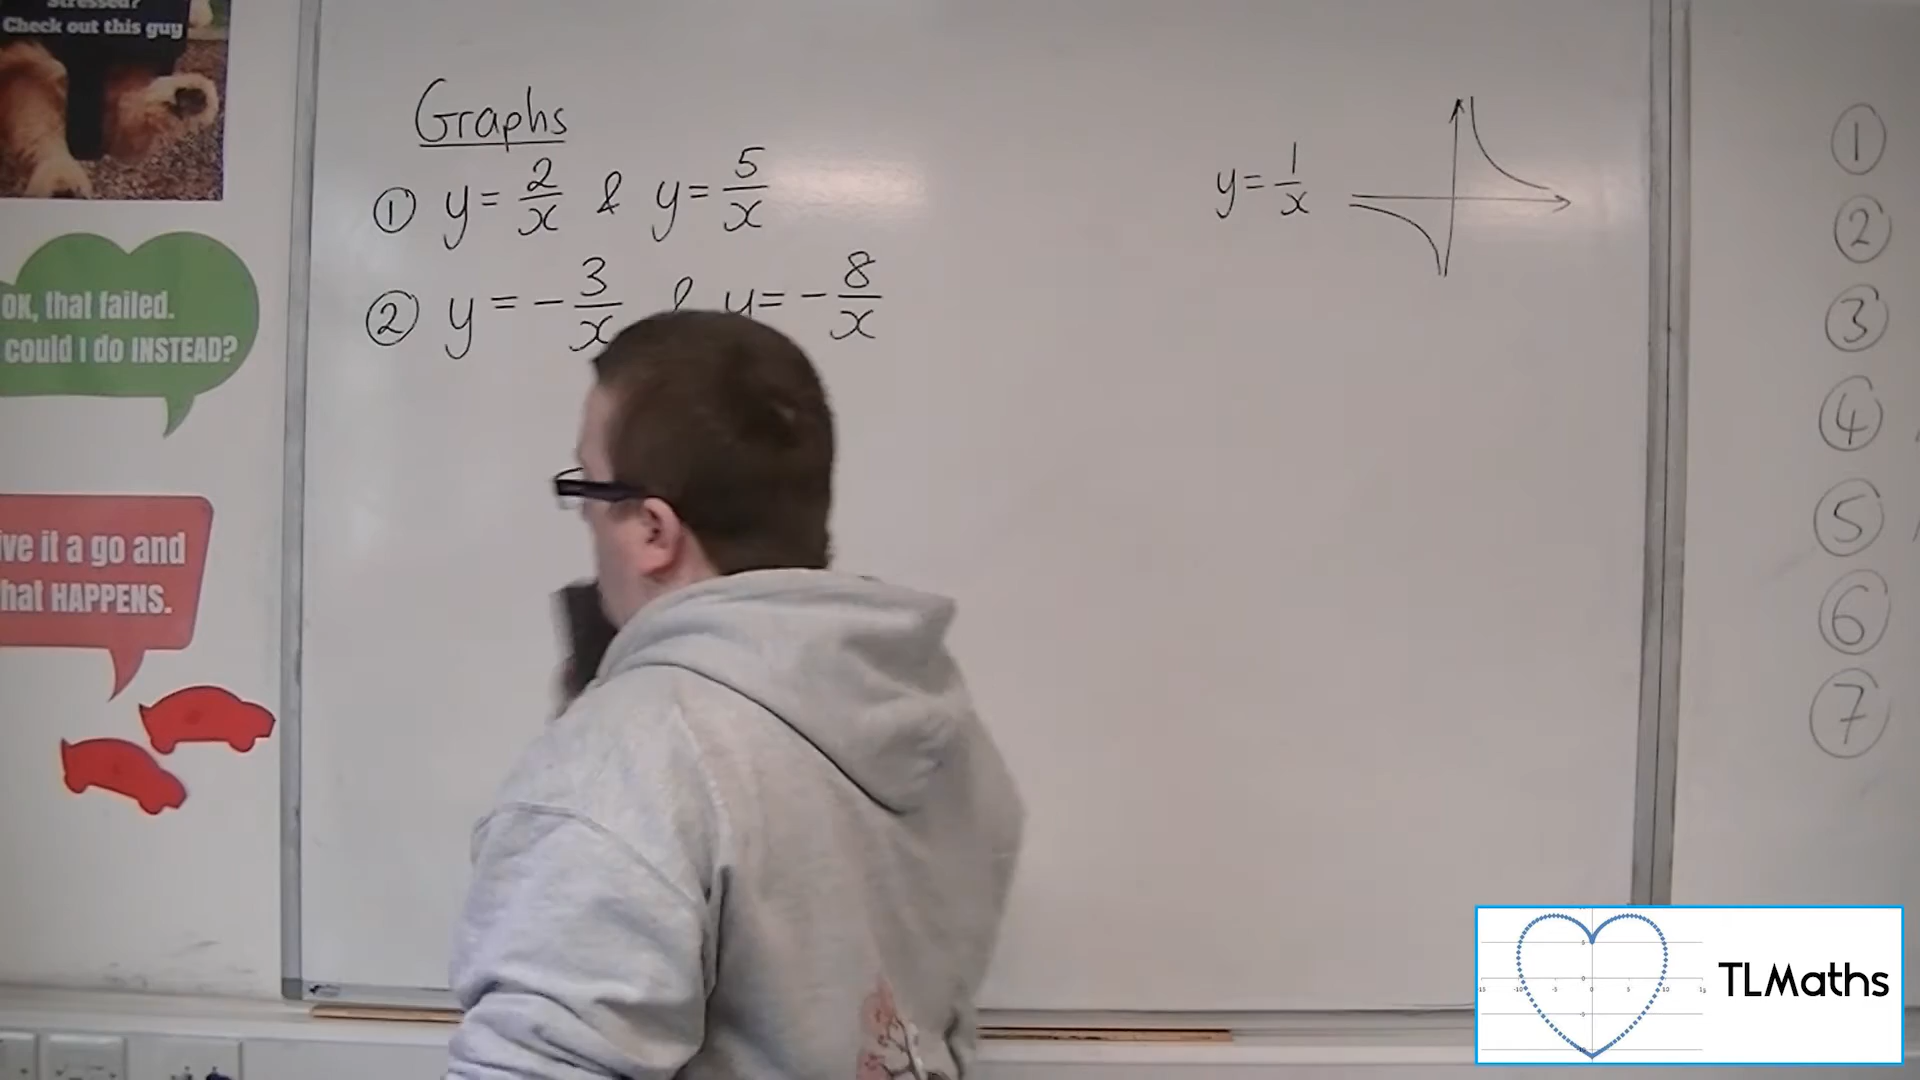 Stressed?
Check out this guy
OK, that failed.
could I do INSTEAD?
ive it a go and
hat HAPPENS.
Graphs
① y = 2/x & y = 5/x
② y = -3/x & y = -8/x
y = 1/x
①
②
③
④
⑤
⑥
⑦
TLMaths